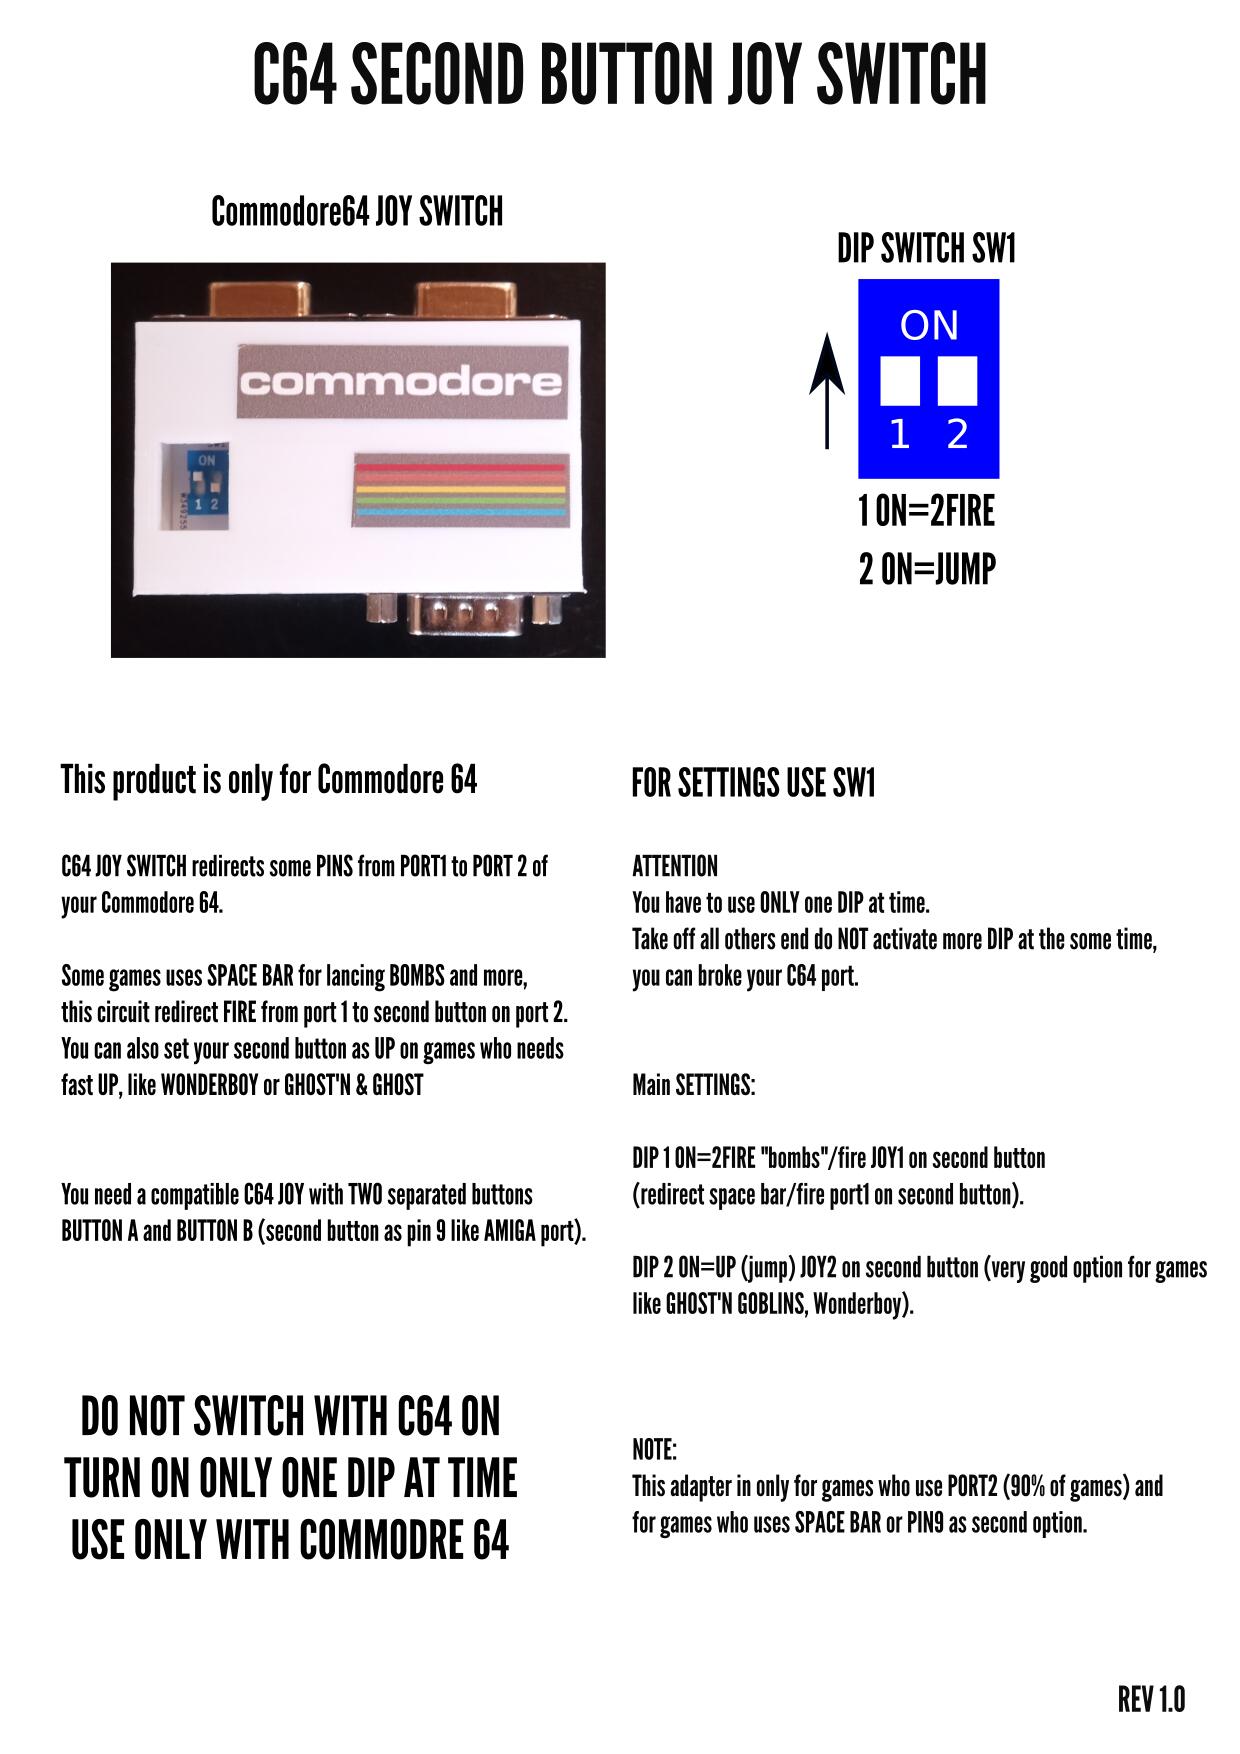 C64 SECOND BUTTON JOY SWITCH
Commodore64 JOY SWITCH
commodore
ON
1 2
DIP SWITCH SW1
ON
1 2
1 ON=2FIRE
2 ON=JUMP
This product is only for Commodore 64
C64 JOY SWITCH redirects some PINS from PORT1 to PORT 2 of
your Commodore 64.
Some games uses SPACE BAR for lancing BOMBS and more,
this circuit redirect FIRE from port 1 to second button on port 2.
You can also set your second button as UP on games who needs
fast UP, like WONDERBOY or GHOST'N & GHOST
You need a compatible C64 JOY with TWO separated buttons
BUTTON A and BUTTON B (second button as pin 9 like AMIGA port).
DO NOT SWITCH WITH C64 ON
TURN ON ONLY ONE DIP AT TIME
USE ONLY WITH COMMODRE 64
FOR SETTINGS USE SW1
ATTENTION
You have to use ONLY one DIP at time.
Take off all others end do NOT activate more DIP at the some time,
you can broke your C64 port.
Main SETTINGS:
DIP 1 ON=2FIRE "bombs"/fire JOY1 on second button
(redirect space bar/fire port1 on second button).
DIP 2 ON=UP (jump) JOY2 on second button (very good option for games
like GHOST'N GOBLINS, Wonderboy).
NOTE:
This adapter in only for games who use PORT2 (90% of games) and
for games who uses SPACE BAR or PIN9 as second option.
REV 1.0